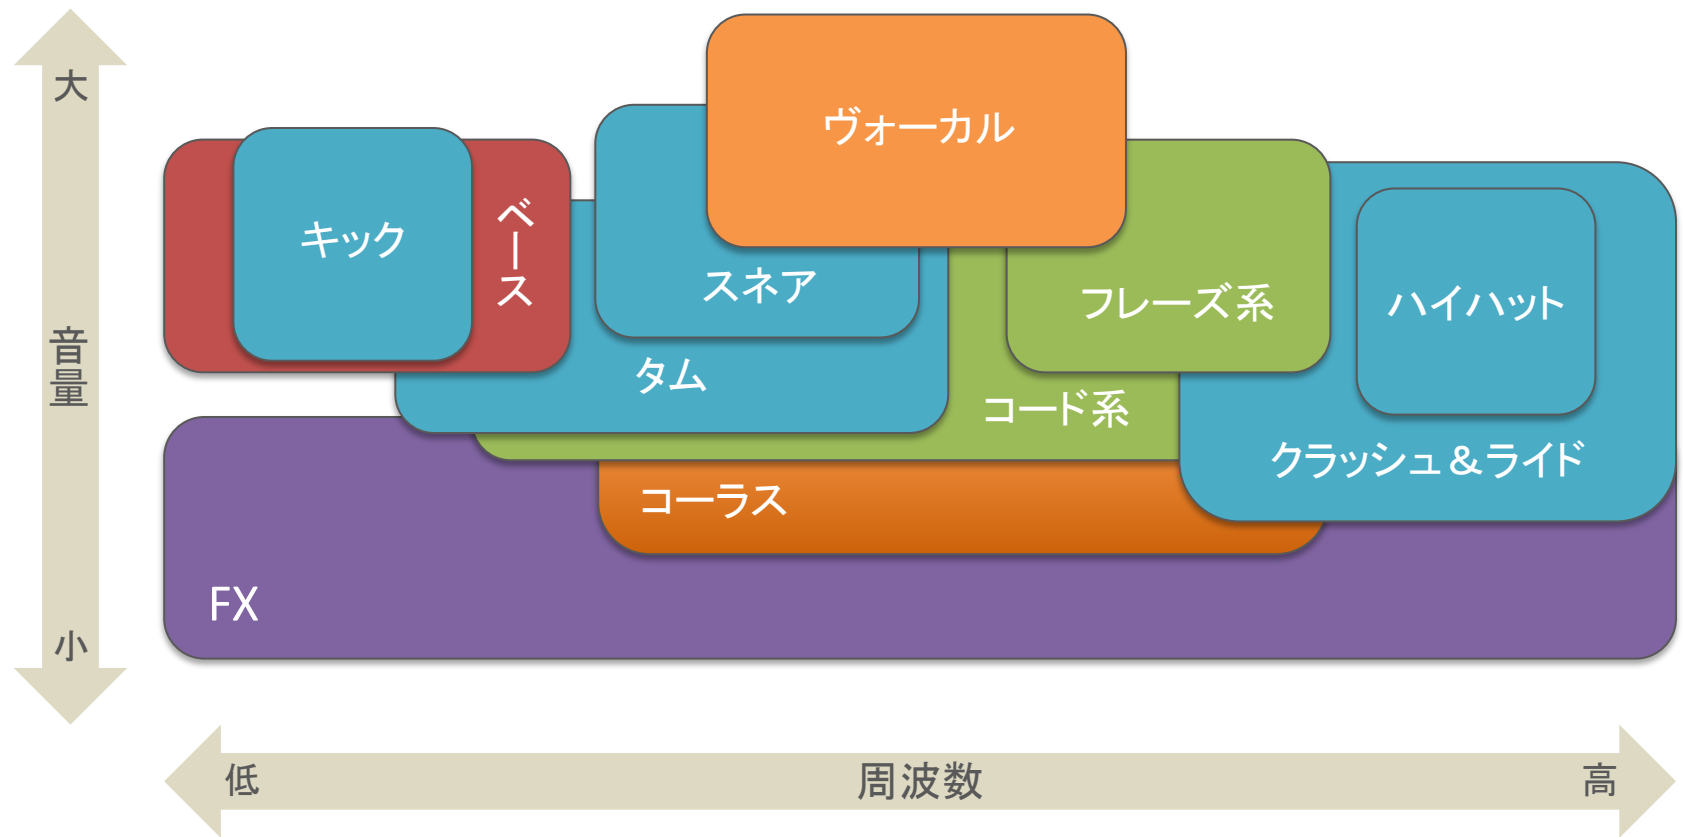 大
音量
小
ヴォーカル
キック
ベース
スネア
フレーズ系
ハイハット
タム
コード系
クラッシュ&ライド
コーラス
FX
低
周波数
高